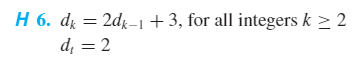 H 6. dₖ = 2dₖ₋₁ + 3, for all integers k ≥ 2
d₁ = 2